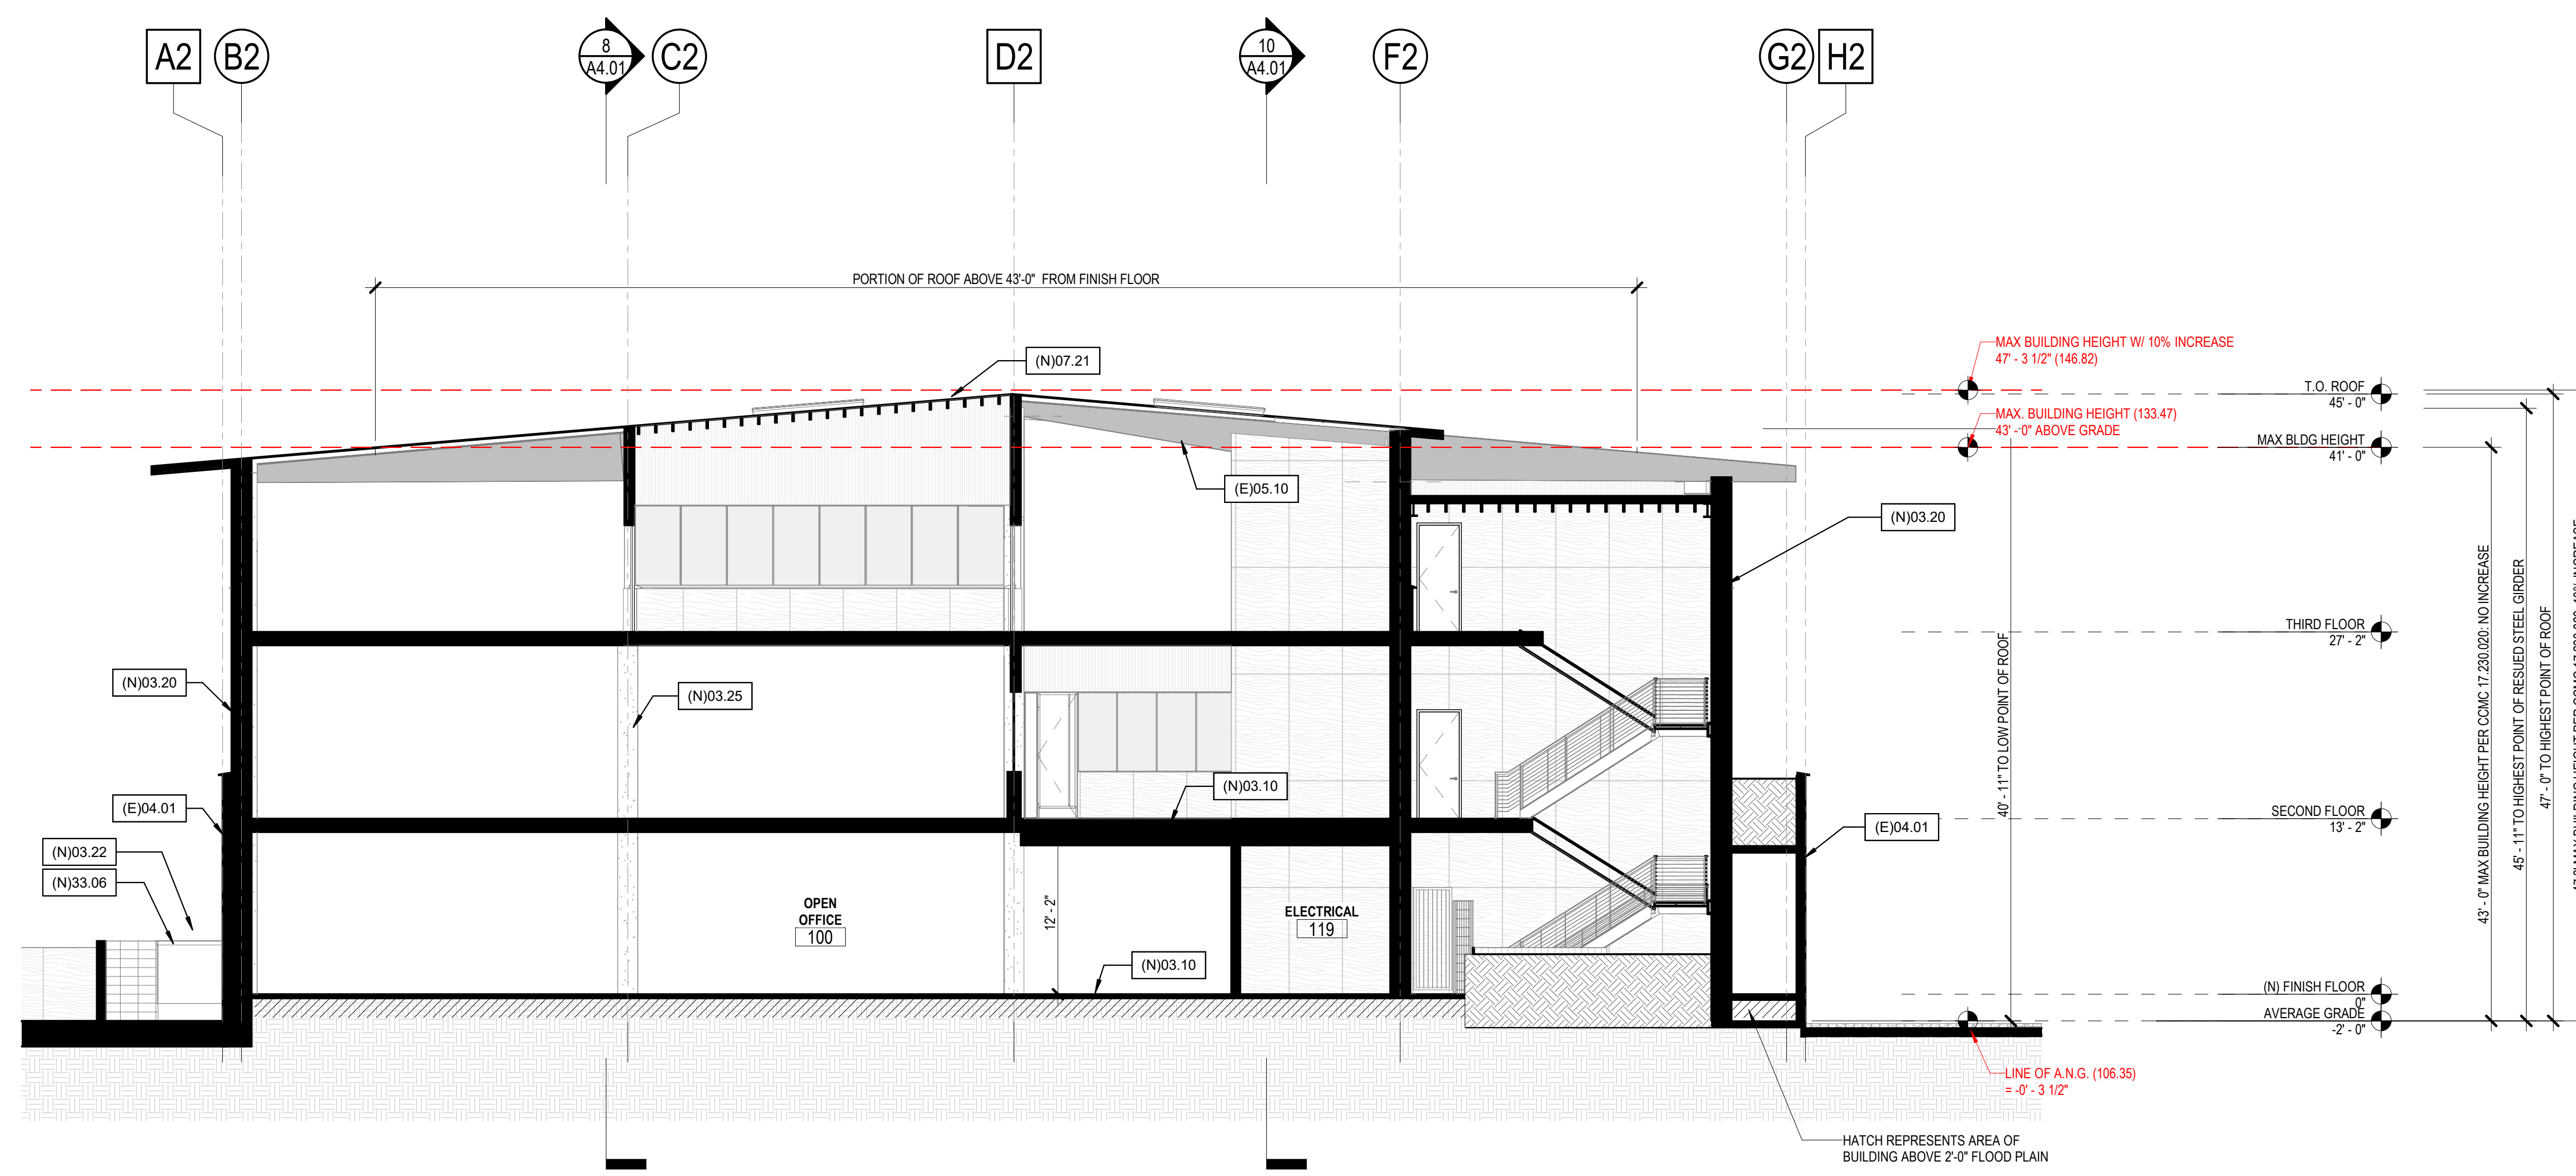 A2
B2
8
A4.01
C2
D2
10
A4.01
F2
G2
H2
PORTION OF ROOF ABOVE 43'-0" FROM FINISH FLOOR
(N)07.21
MAX BUILDING HEIGHT W/ 10% INCREASE
47' - 3 1/2" (146.82)
T.O. ROOF
45' - 0"
MAX. BUILDING HEIGHT (133.47)
43' -0" ABOVE GRADE
MAX BLDG HEIGHT
41' - 0"
(E)05.10
(N)03.20
THIRD FLOOR
27' - 2"
(N)03.20
(N)03.25
(N)03.10
(E)04.01
SECOND FLOOR
13' - 2"
(E)04.01
(N)03.22
(N)33.06
OPEN
OFFICE
100
12' - 2"
ELECTRICAL
119
(N)03.10
40' - 11" TO LOW POINT OF ROOF
43' - 0" MAX BUILDING HEIGHT PER CCMC 17.230.020: NO INCREASE
45' - 11" TO HIGHEST POINT OF RESUED STEEL GIRDER
47' - 0" TO HIGHEST POINT OF ROOF
(N) FINISH FLOOR
0"
AVERAGE GRADE
-2' - 0"
LINE OF A.N.G. (106.35)
= -0' - 3 1/2"
HATCH REPRESENTS AREA OF
BUILDING ABOVE 2'-0" FLOOD PLAIN